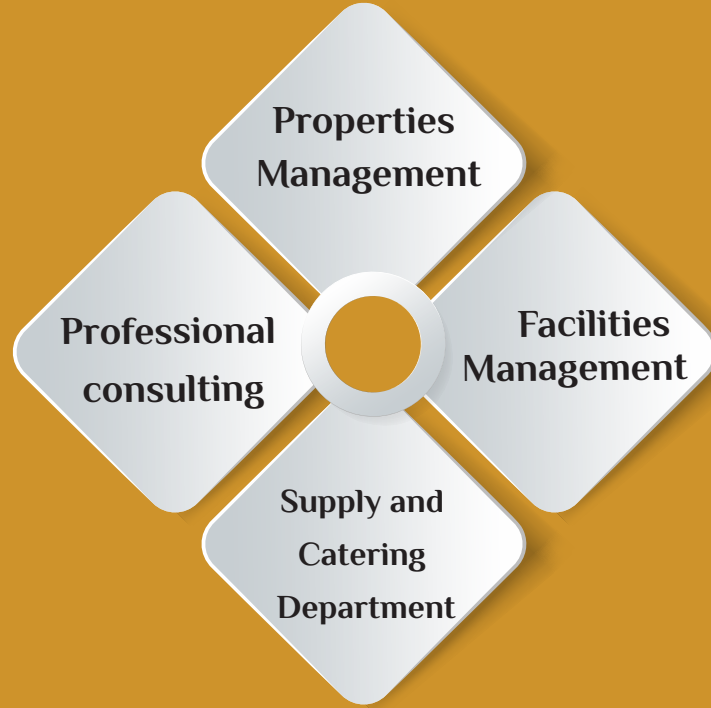 Properties
Management
Professional
consulting
Facilities
Management
Supply and
Catering
Department